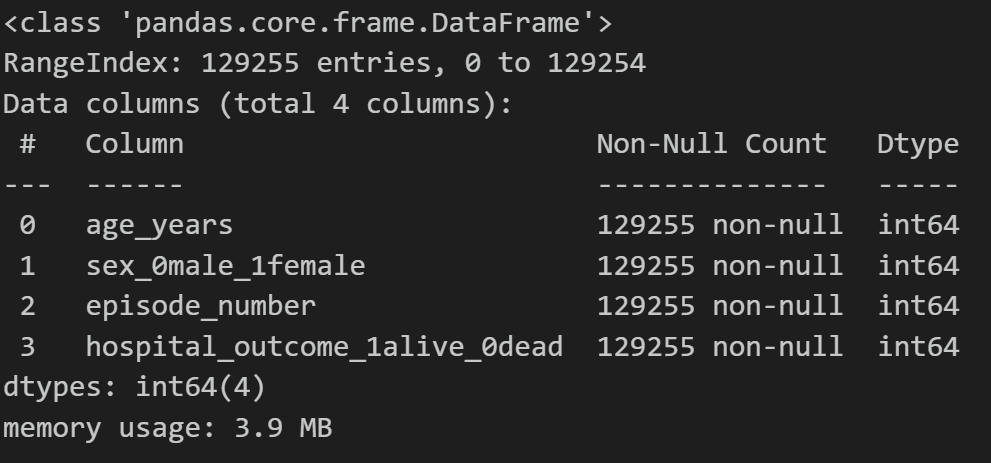 <class 'pandas.core.frame.DataFrame'>
RangeIndex: 129255 entries, 0 to 129254
Data columns (total 4 columns):
 #   Column                         Non-Null Count   Dtype
---  ------                         --------------   -----
 0   age_years                      129255 non-null  int64
 1   sex_0male_1female              129255 non-null  int64
 2   episode_number                 129255 non-null  int64
 3   hospital_outcome_1alive_0dead  129255 non-null  int64
dtypes: int64(4)
memory usage: 3.9 MB